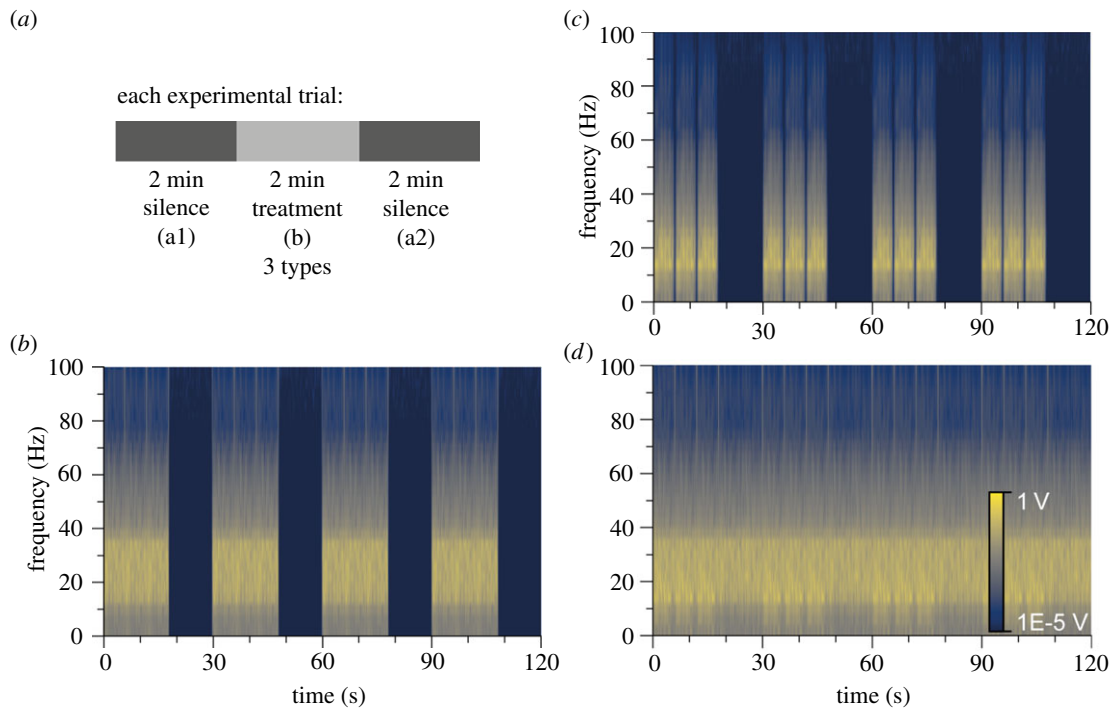 (a)
each experimental trial:
2 min 2 min 2 min
silence treatment silence
(a1) (b) (a2)
3 types
(b)
100
80
60
40
20
0
frequency (Hz)
0 30 60 90 120
time (s)
(c)
100
80
60
40
20
0
frequency (Hz)
0 30 60 90 120
(d)
100
80
60
40
20
0
1 V
1E-5 V
0 30 60 90 120
time (s)